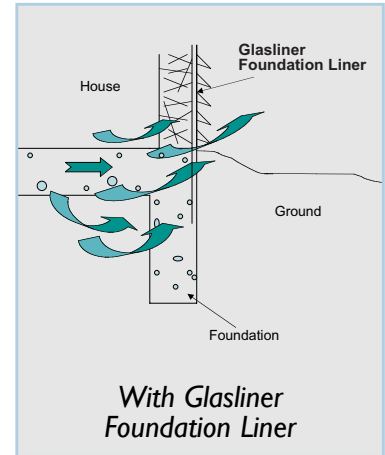 Glasliner
Foundation Liner
House
Ground
Foundation
With Glasliner
Foundation Liner